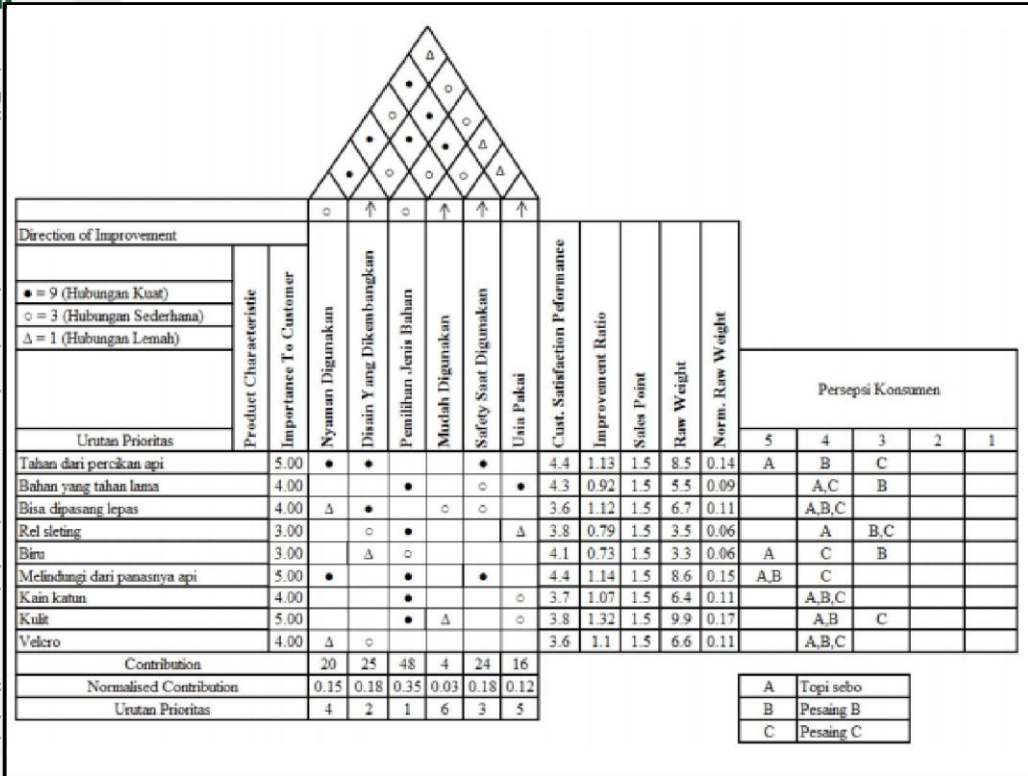 Direction of Improvement ○ ↑ ○ ↑ ↑ ↑
● = 9 (Hubungan Kuat)
○ = 3 (Hubungan Sederhana)
Δ = 1 (Hubungan Lemah)
Urutan Prioritas
Product Characteristic
Importance To Customer
Nyaman Digunakan
Disain Yang Dikembangkan
Pemilihan Jenis Bahan
Mudah Digunakan
Safety Saat Digunakan
Usia Pakai
Cust. Satisfaction Peformance
Improvement Ratio
Sales Point
Raw Weight
Norm. Raw Weight
Persepsi Konsumen
5 4 3 2 1
Tahan dari percikan api 5.00 ● ● ● 4.4 1.13 1.5 8.5 0.14 A B C
Bahan yang tahan lama 4.00 ● ○ ● 4.3 0.92 1.5 5.5 0.09 A,C B
Bisa dipasang lepas 4.00 Δ ● ○ ○ 3.6 1.12 1.5 6.7 0.11 A,B,C
Rel sleting 3.00 ○ ● Δ 3.8 0.79 1.5 3.5 0.06 A B,C
Biru 3.00 Δ ○ 4.1 0.73 1.5 3.3 0.06 A C B
Melindungi dari panasnya api 5.00 ● ● ● 4.4 1.14 1.5 8.6 0.15 A,B C
Kain katun 4.00 ● ○ 3.7 1.07 1.5 6.4 0.11 A,B,C
Kulit 5.00 ● Δ ○ 3.8 1.32 1.5 9.9 0.17 A,B C
Velcro 4.00 Δ ○ 3.6 1.1 1.5 6.6 0.11 A,B,C
Contribution 20 25 48 4 24 16
Normalised Contribution 0.15 0.18 0.35 0.03 0.18 0.12
Urutan Prioritas 4 2 1 6 3 5
A Topi sebo
B Pesaing B
C Pesaing C